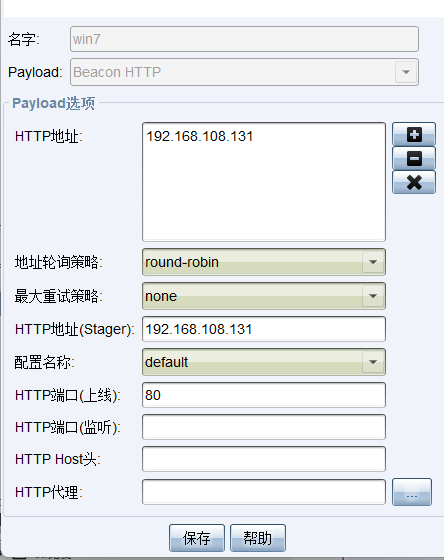 名字: win7
Payload: Beacon HTTP
Payload选项
HTTP地址: 192.168.108.131
地址轮询策略: round-robin
最大重试策略: none
HTTP地址(Stager): 192.168.108.131
配置名称: default
HTTP端口(上线): 80
HTTP端口(监听):
HTTP Host头:
HTTP代理: ...
保存 帮助